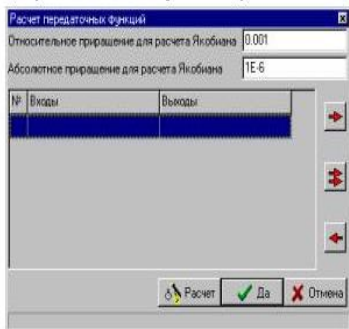 Расчет передаточных функций
Относительное приращение для расчета Якобиана 0.001
Абсолютное приращение для расчета Якобиана 1E-6
№ Входы Выходы
Расчет Да Отмена